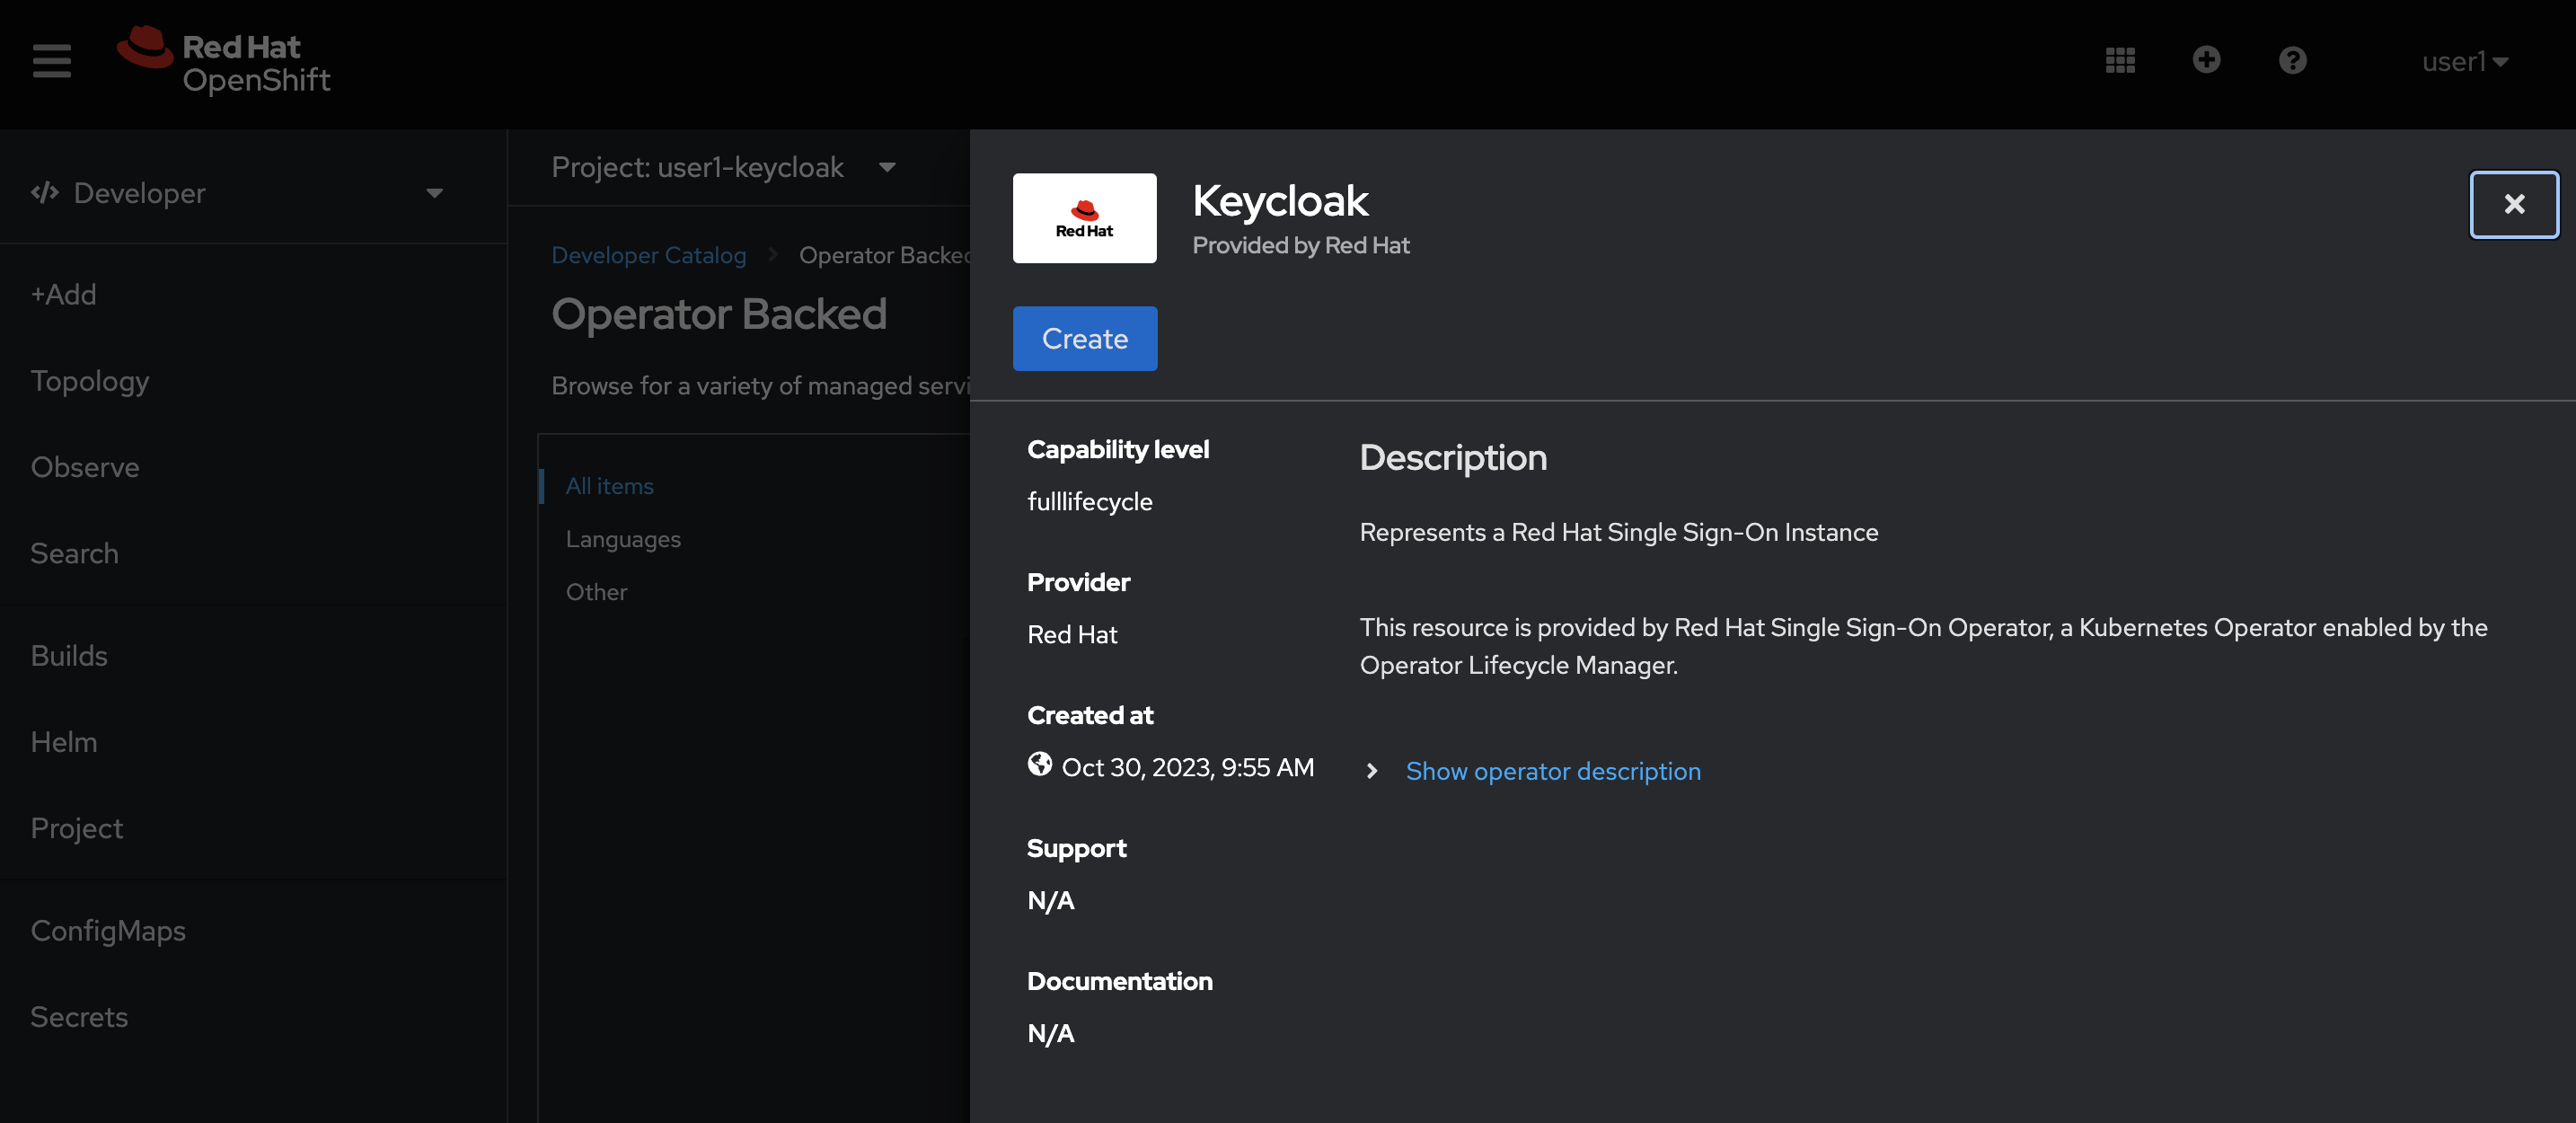 Red Hat
OpenShift
user1
Developer
+Add
Topology
Observe
Search
Builds
Helm
Project
ConfigMaps
Secrets
Project: user1-keycloak
Developer Catalog
Operator Backed
Operator Backed
Browse for a variety of managed servi
All items
Languages
Other
Red Hat
Keycloak
Provided by Red Hat
Create
Capability level
fulllifecycle
Provider
Red Hat
Created at
Oct 30, 2023, 9:55 AM
Support
N/A
Documentation
N/A
Description
Represents a Red Hat Single Sign-On Instance
This resource is provided by Red Hat Single Sign-On Operator, a Kubernetes Operator enabled by the
Operator Lifecycle Manager.
Show operator description